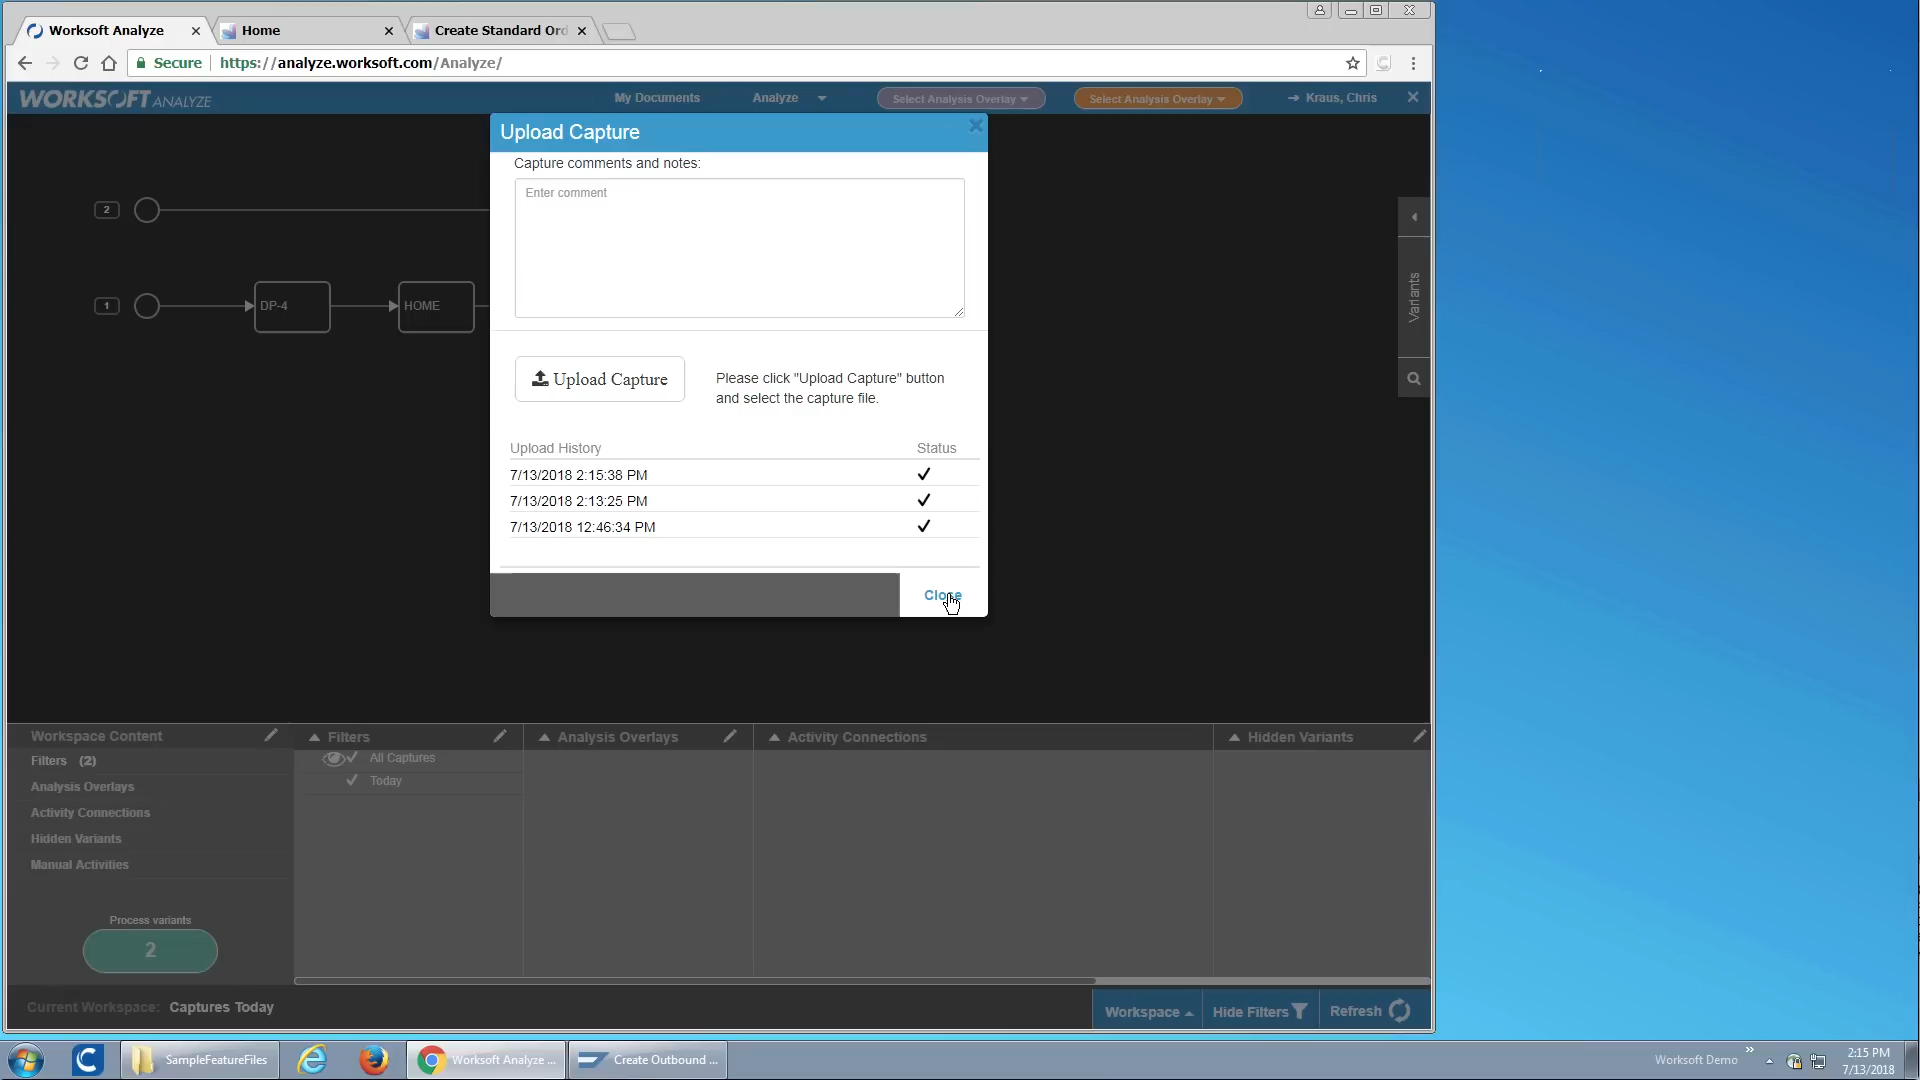 Worksoft Analyze
Home
Create Standard Ord
Secure
https://analyze.worksoft.com/Analyze/
WORKSOFT ANALYZE
My Documents
Analyze
Select Analysis Overlay
Select Analysis Overlay
Kraus, Chris
Upload Capture
Capture comments and notes:
Enter comment
2
1
DP-4
HOME
Variants
Upload Capture
Please click "Upload Capture" button
and select the capture file.
Upload History
Status
7/13/2018 2:15:38 PM
7/13/2018 2:13:25 PM
7/13/2018 12:46:34 PM
Close
Workspace Content
Filters (2)
Analysis Overlays
Activity Connections
Hidden Variants
Manual Activities
Process variants
2
Filters
All Captures
Today
Analysis Overlays
Activity Connections
Hidden Variants
Current Workspace: Captures Today
Workspace
Hide Filters
Refresh
SampleFeatureFiles
Worksoft Analyze ...
Create Outbound ...
Worksoft Demo
2:15 PM
7/13/2018